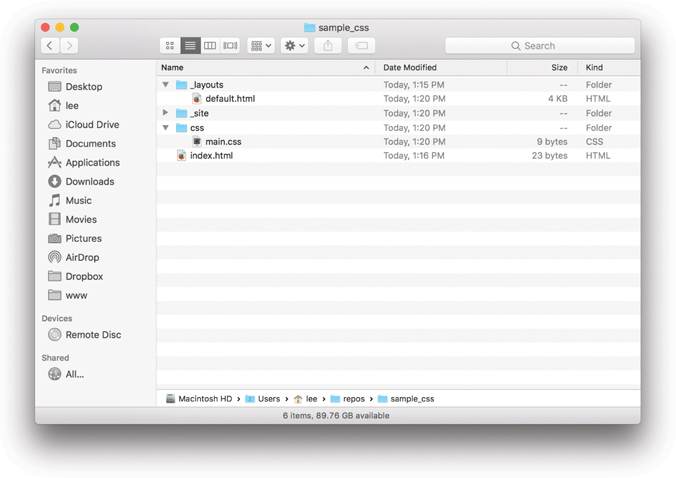 sample_css
Search
Favorites
Desktop
lee
iCloud Drive
Documents
Applications
Downloads
Music
Movies
Pictures
AirDrop
Dropbox
www
Devices
Remote Disc
Shared
All...
Name Date Modified Size Kind
_layouts Today, 1:15 PM -- Folder
default.html Today, 1:20 PM 4 KB HTML
_site Today, 1:20 PM -- Folder
css Today, 1:20 PM -- Folder
main.css Today, 1:20 PM 9 bytes CSS
index.html Today, 1:16 PM 23 bytes HTML
Macintosh HD › Users › lee › repos › sample_css
6 items, 89.76 GB available